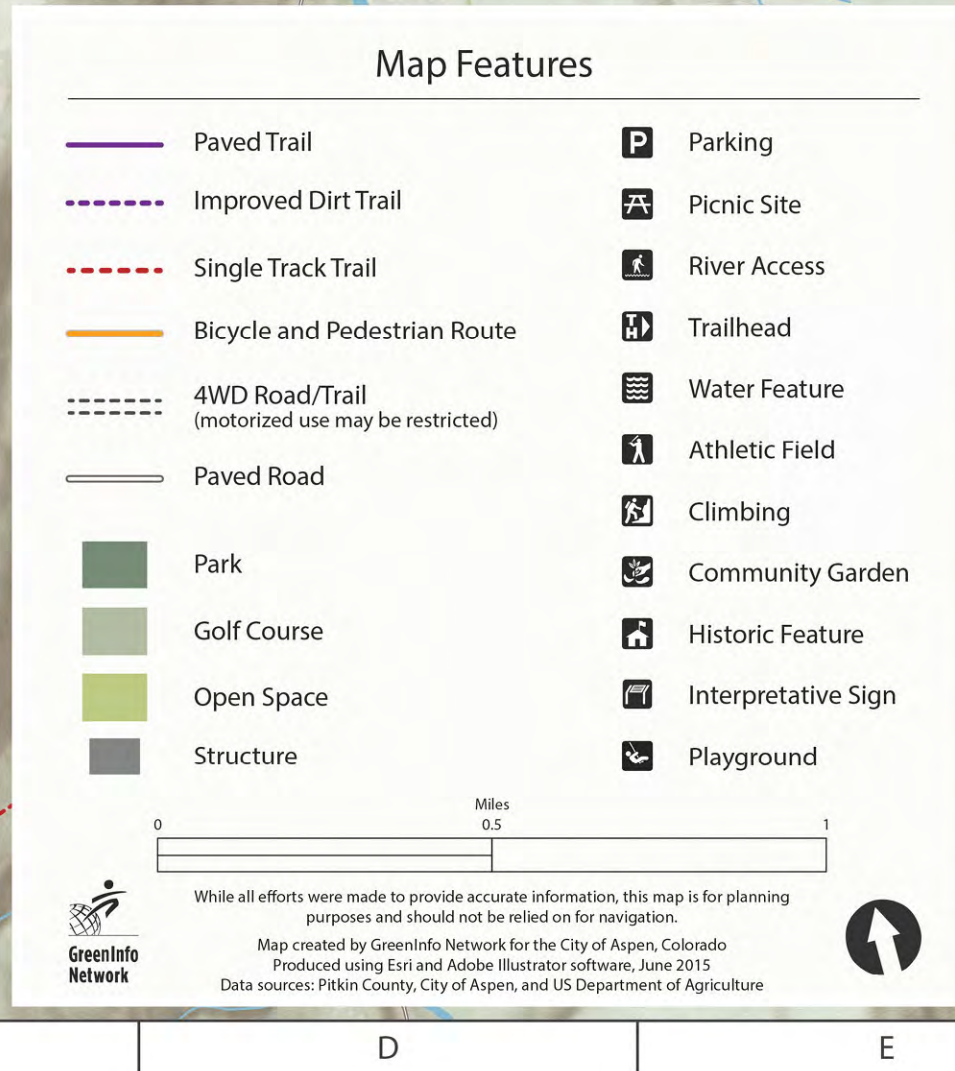 Map Features
Paved Trail
Improved Dirt Trail
Single Track Trail
Bicycle and Pedestrian Route
4WD Road/Trail
(motorized use may be restricted)
Paved Road
Park
Golf Course
Open Space
Structure
P
Parking
Picnic Site
River Access
TH
Trailhead
Water Feature
Athletic Field
Climbing
Community Garden
Historic Feature
Interpretative Sign
Playground
Miles
0 0.5 1
While all efforts were made to provide accurate information, this map is for planning
purposes and should not be relied on for navigation.
Map created by GreenInfo Network for the City of Aspen, Colorado
Produced using Esri and Adobe Illustrator software, June 2015
Data sources: Pitkin County, City of Aspen, and US Department of Agriculture
GreenInfo
Network
D E